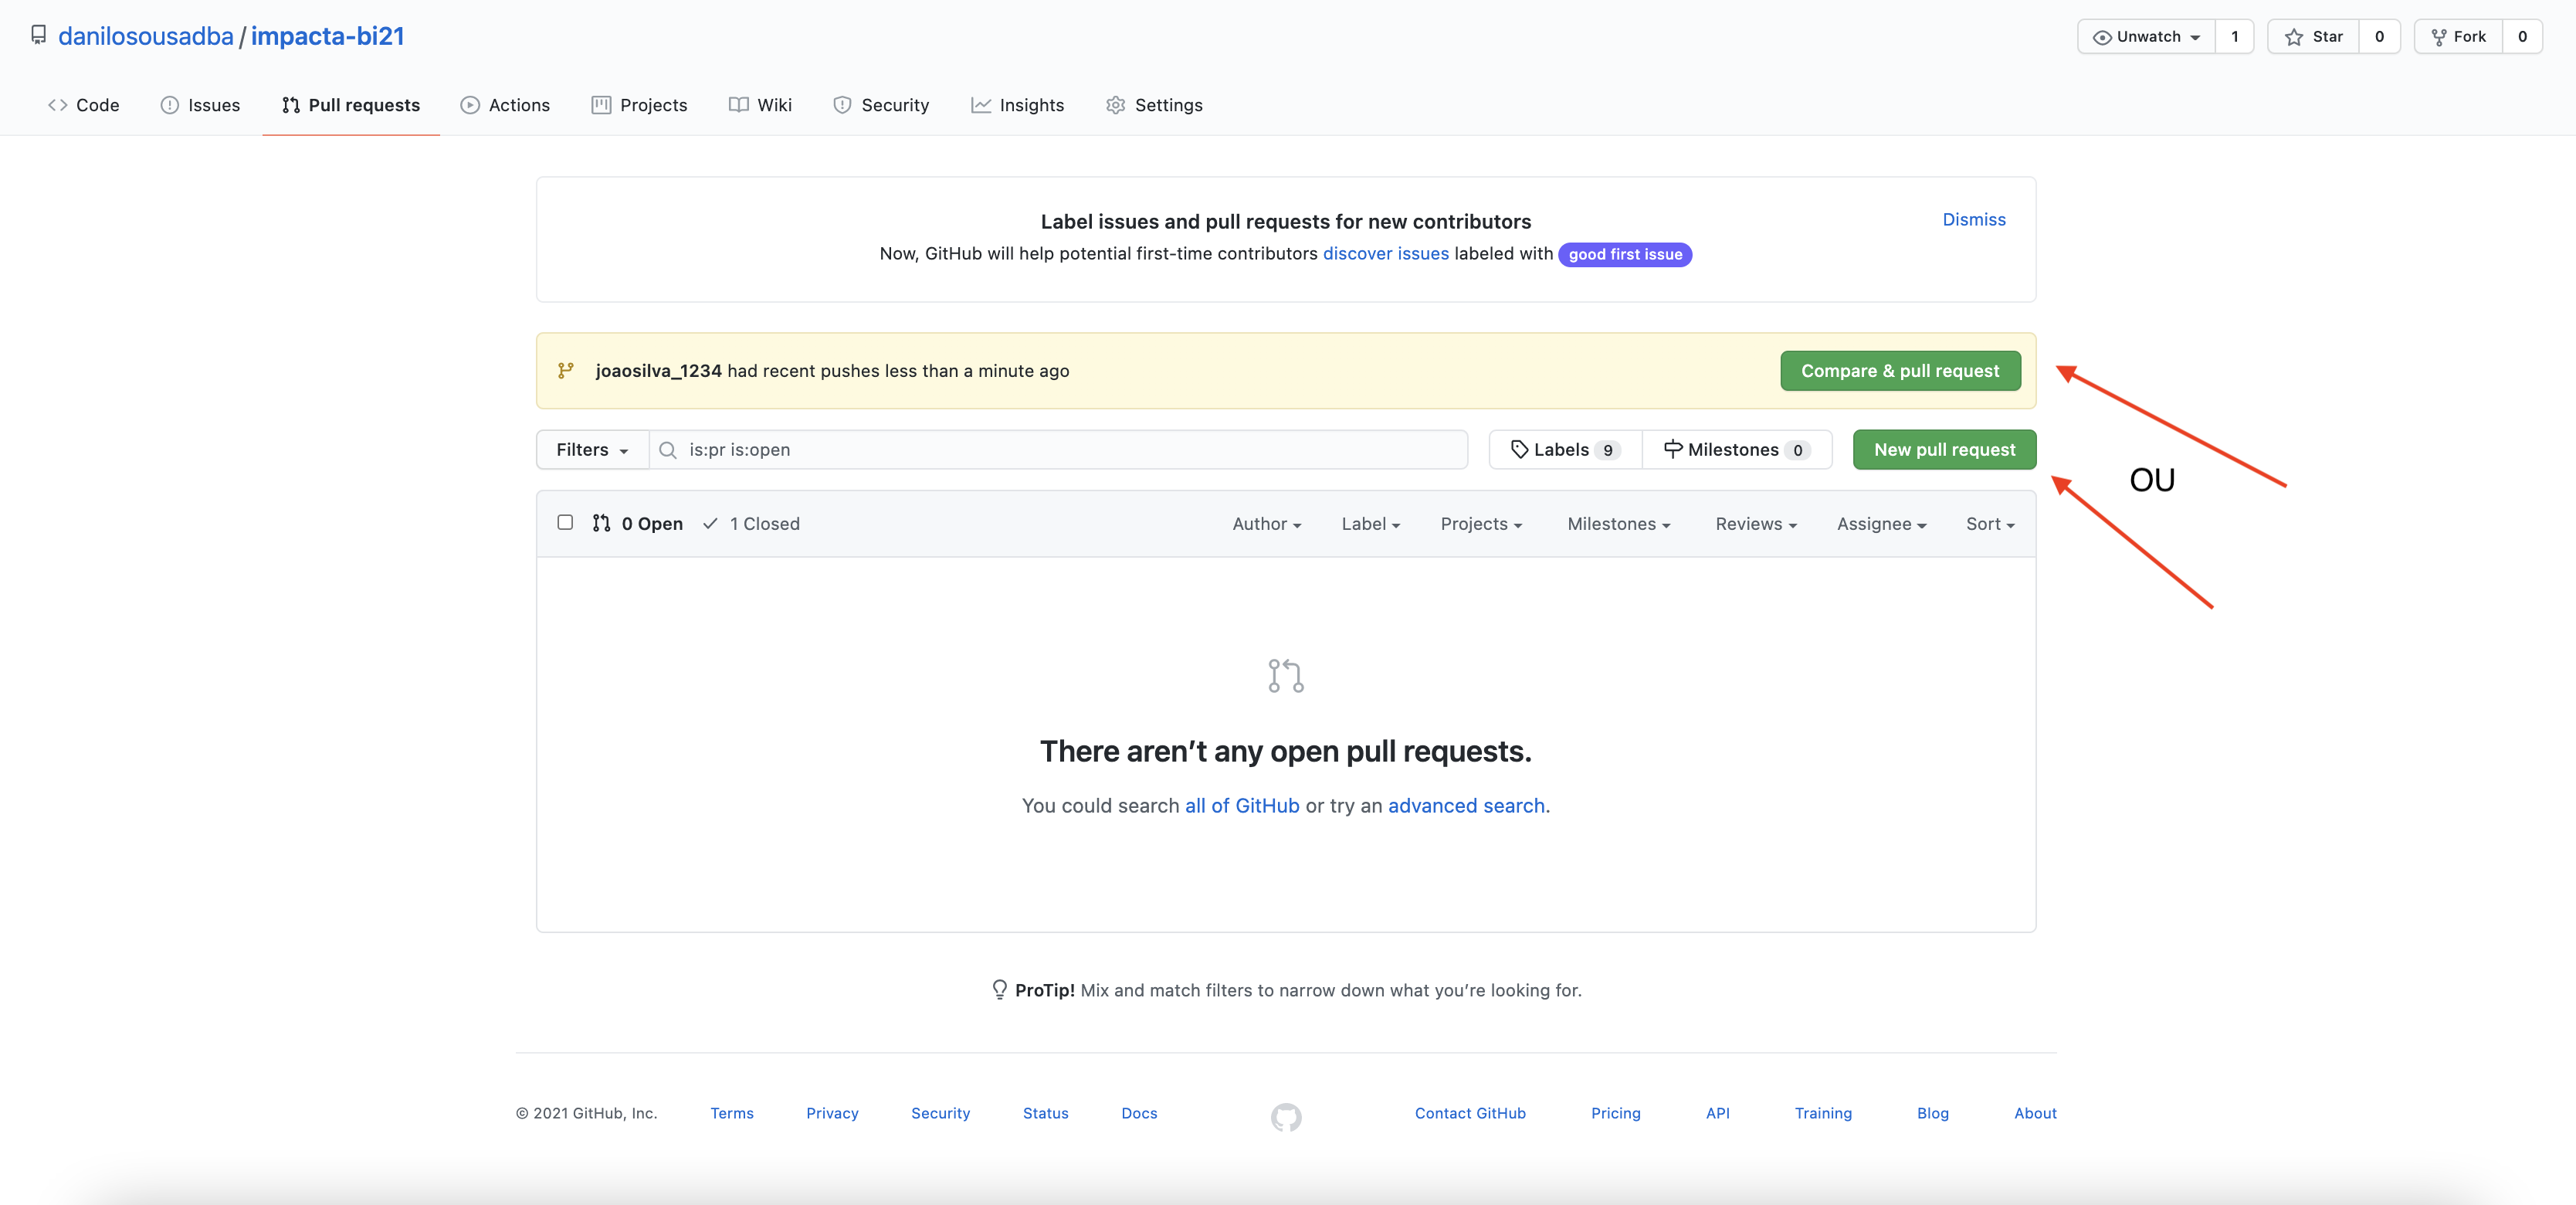 danilosousadba / impacta-bi21
Unwatch 1 Star 0 Fork 0
Code Issues Pull requests Actions Projects Wiki Security Insights Settings
Label issues and pull requests for new contributors
Dismiss
Now, GitHub will help potential first-time contributors discover issues labeled with good first issue
joaosilva_1234 had recent pushes less than a minute ago
Compare & pull request
Filters is:pr is:open Labels 9 Milestones 0 New pull request
OU
0 Open 1 Closed Author Label Projects Milestones Reviews Assignee Sort
There aren’t any open pull requests.
You could search all of GitHub or try an advanced search.
ProTip! Mix and match filters to narrow down what you’re looking for.
© 2021 GitHub, Inc. Terms Privacy Security Status Docs Contact GitHub Pricing API Training Blog About